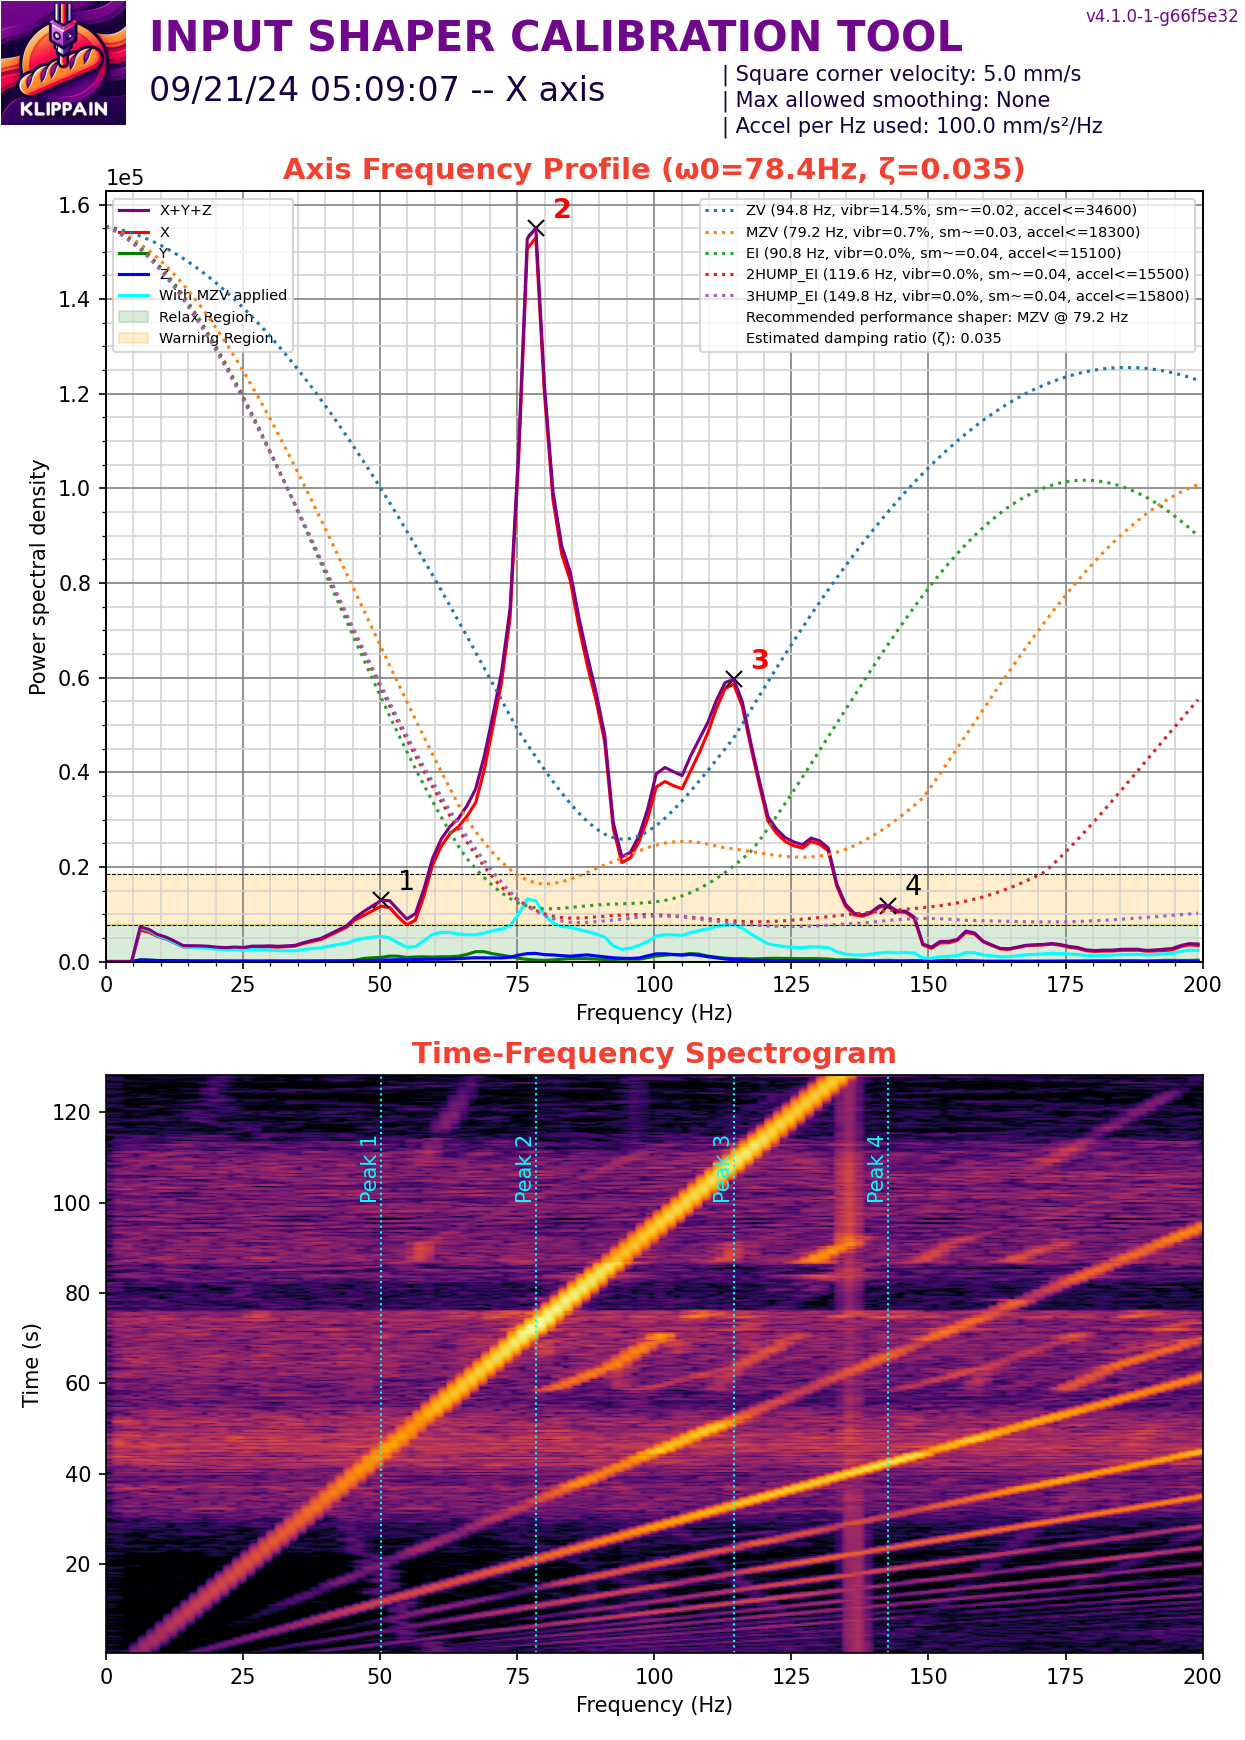 v4.1.0-1-g66f5e32
INPUT SHAPER CALIBRATION TOOL
09/21/24 05:09:07 -- X axis
| Square corner velocity: 5.0 mm/s
| Max allowed smoothing: None
| Accel per Hz used: 100.0 mm/s²/Hz
KLIPPAIN
Axis Frequency Profile (ω0=78.4Hz, ζ=0.035)
1e5
X+Y+Z
X
Y
Z
With MZV applied
Relax Region
Warning Region
ZV (94.8 Hz, vibr=14.5%, sm~=0.02, accel<=34600)
MZV (79.2 Hz, vibr=0.7%, sm~=0.03, accel<=18300)
EI (90.8 Hz, vibr=0.0%, sm~=0.04, accel<=15100)
2HUMP_EI (119.6 Hz, vibr=0.0%, sm~=0.04, accel<=15500)
3HUMP_EI (149.8 Hz, vibr=0.0%, sm~=0.04, accel<=15800)
Recommended performance shaper: MZV @ 79.2 Hz
Estimated damping ratio (ζ): 0.035
1
2
3
4
Power spectral density
1.6
1.4
1.2
1.0
0.8
0.6
0.4
0.2
0.0
0 25 50 75 100 125 150 175 200
Frequency (Hz)
Time-Frequency Spectrogram
Peak 1
Peak 2
Peak 3
Peak 4
Time (s)
120
100
80
60
40
20
0 25 50 75 100 125 150 175 200
Frequency (Hz)